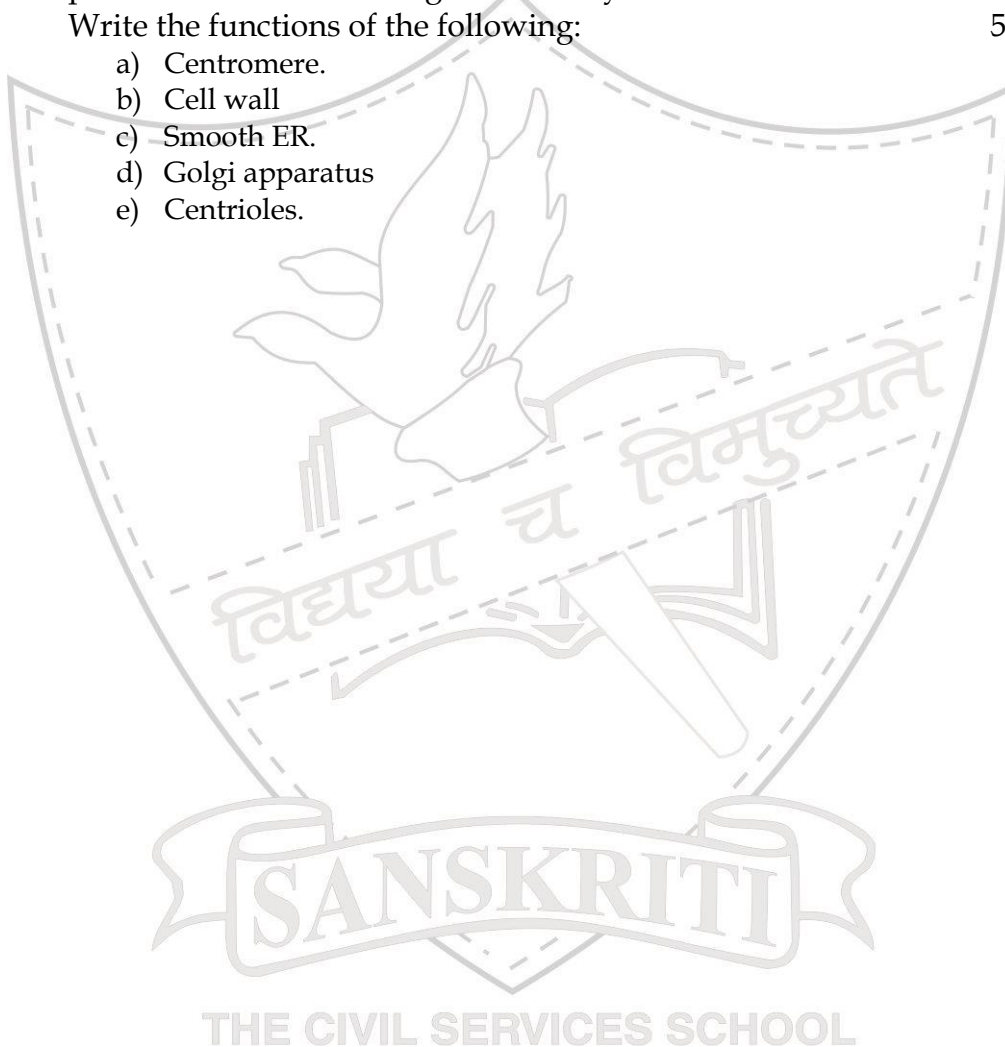 Write the functions of the following: 5
a) Centromere.
b) Cell wall
c) Smooth ER.
d) Golgi apparatus
e) Centrioles.
विद्यया च विमुच्यते
SANSKRITI
THE CIVIL SERVICES SCHOOL